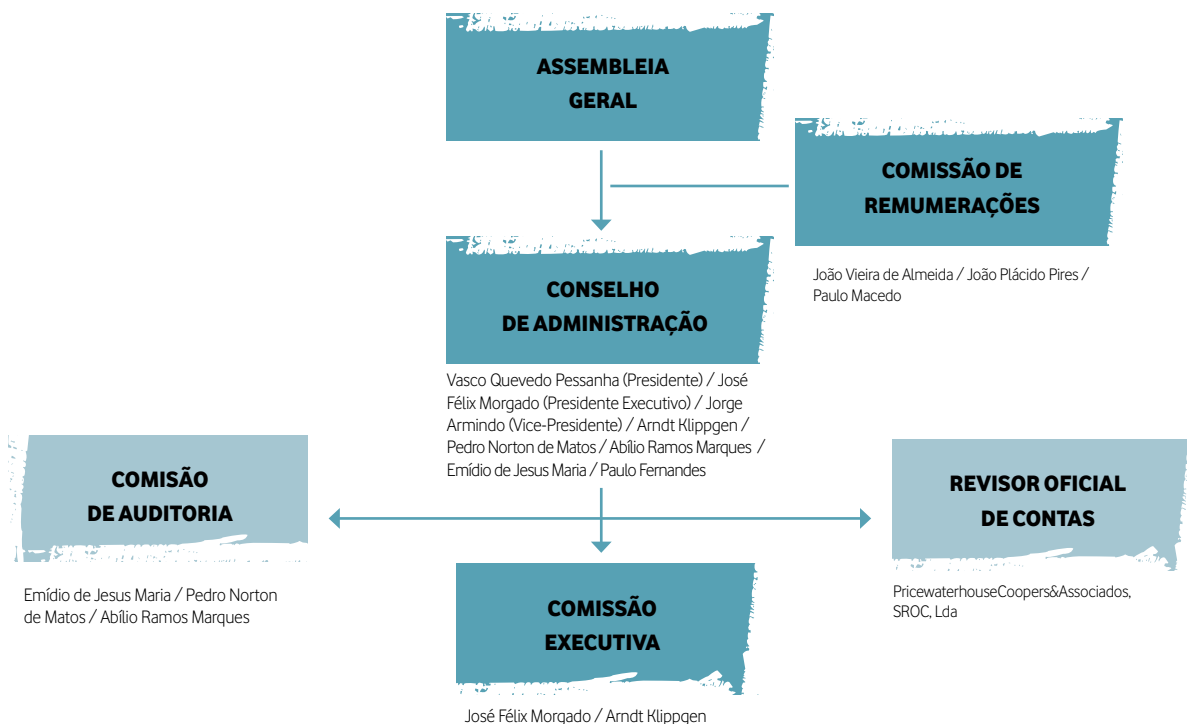 ASSEMBLEIA
GERAL
COMISSÃO DE
REMUMERAÇÕES
João Vieira de Almeida / João Plácido Pires /
Paulo Macedo
CONSELHO
DE ADMINISTRAÇÃO
Vasco Quevedo Pessanha (Presidente) / José
Félix Morgado (Presidente Executivo) / Jorge
Armindo (Vice-Presidente) / Arndt Klippgen /
Pedro Norton de Matos / Abílio Ramos Marques /
Emídio de Jesus Maria / Paulo Fernandes
COMISÃO
DE AUDITORIA
Emídio de Jesus Maria / Pedro Norton
de Matos / Abílio Ramos Marques
REVISOR OFICIAL
DE CONTAS
PricewaterhouseCoopers&Associados,
SROC, Lda
COMISSÃO
EXECUTIVA
José Félix Morgado / Arndt Klippgen